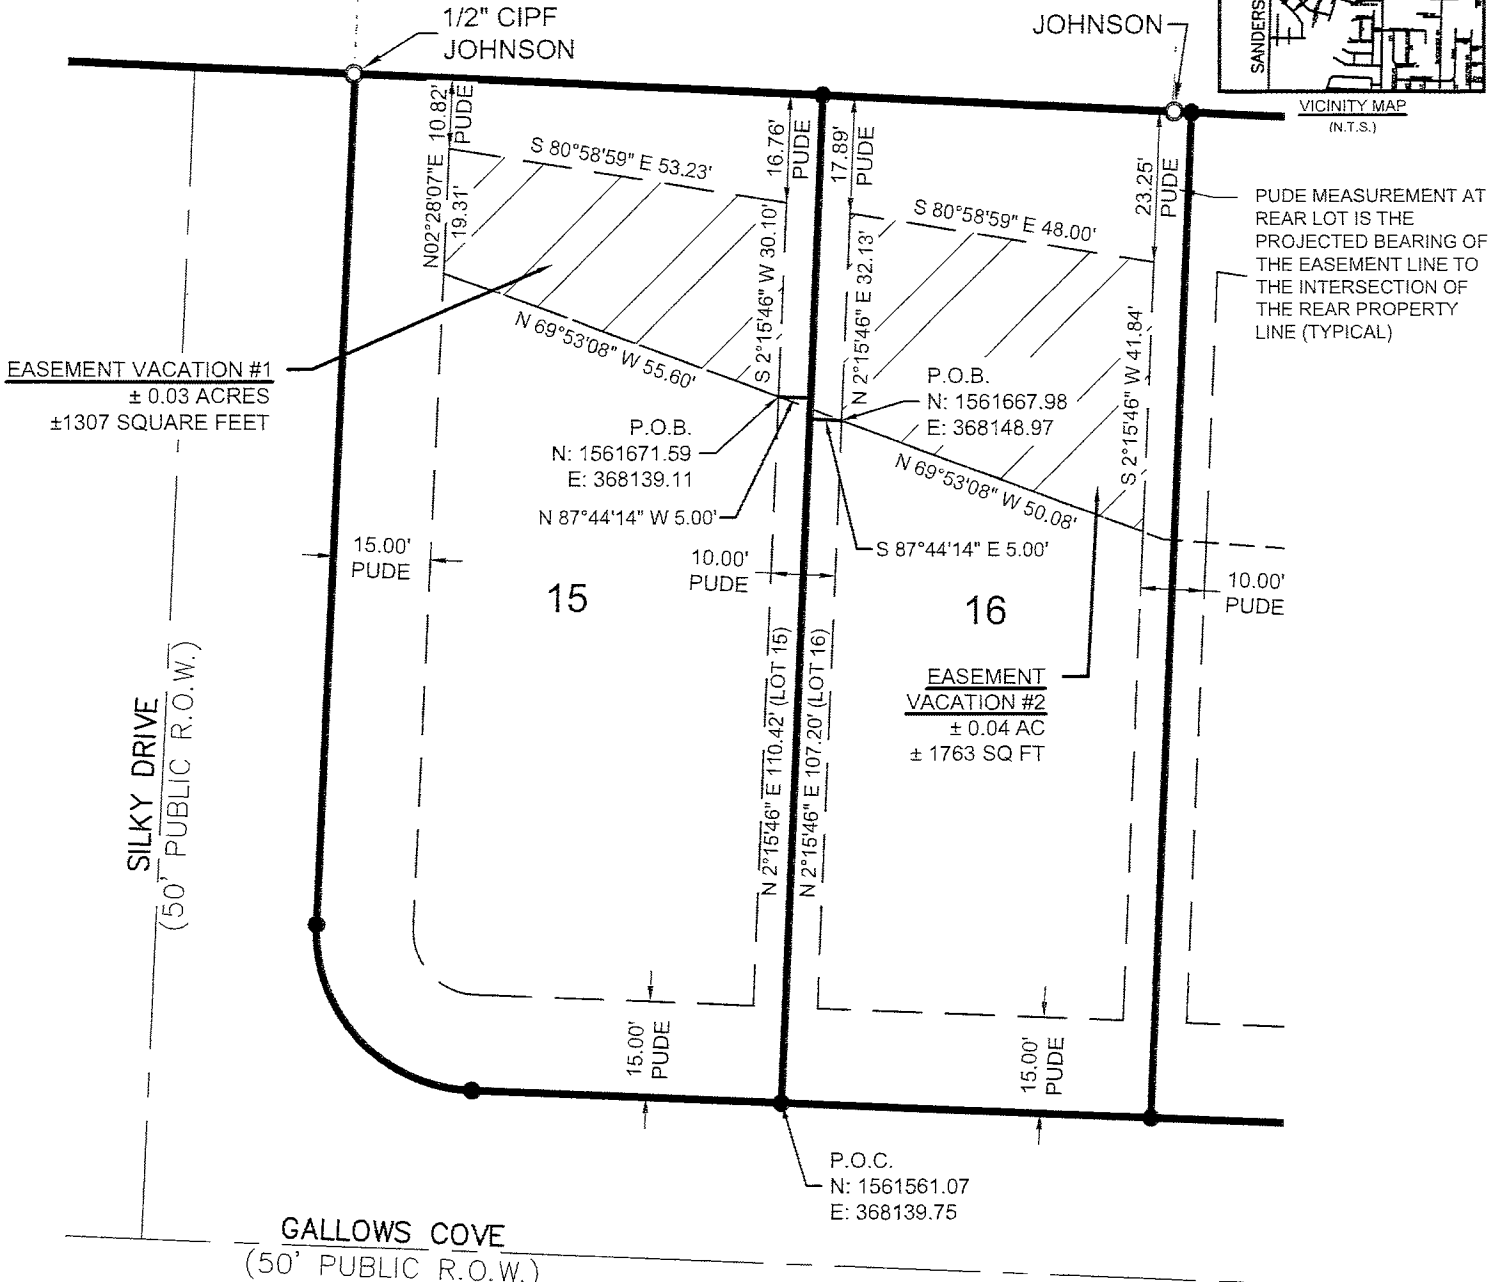 1/2" CIPF
JOHNSON
JOHNSON
SANDERS
VICINITY MAP
(N.T.S.)
10.82'
PUDE
N02°28'07"E
19.31'
S 80°58'59" E 53.23'
16.76'
PUDE
17.89'
PUDE
S 80°58'59" E 48.00'
23.25'
PUDE
PUDE MEASUREMENT AT
REAR LOT IS THE
PROJECTED BEARING OF
THE EASEMENT LINE TO
THE INTERSECTION OF
THE REAR PROPERTY
LINE (TYPICAL)
S 2°15'46" W 30.10'
N 2°15'46" E 32.13'
S 2°15'46" W 41.84'
N 69°53'08" W 55.60'
EASEMENT VACATION #1
± 0.03 ACRES
±1307 SQUARE FEET
P.O.B.
N: 1561667.98
E: 368148.97
P.O.B.
N: 1561671.59
E: 368139.11
N 69°53'08" W 50.08'
N 87°44'14" W 5.00'
S 87°44'14" E 5.00'
15.00'
PUDE
10.00'
PUDE
10.00'
PUDE
15
16
N 2°15'46" E 110.42' (LOT 15)
N 2°15'46" E 107.20' (LOT 16)
EASEMENT
VACATION #2
± 0.04 AC
± 1763 SQ FT
SILKY DRIVE
(50' PUBLIC R.O.W.)
15.00'
PUDE
15.00'
PUDE
P.O.C.
N: 1561561.07
E: 368139.75
GALLOWS COVE
(50' PUBLIC R.O.W.)